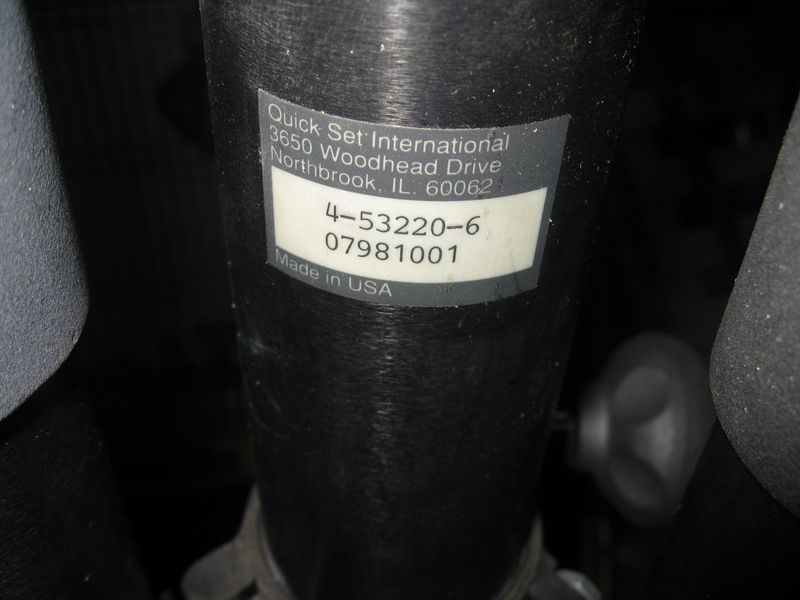 Quick Set International
3650 Woodhead Drive
Northbrook, IL. 60062
4-53220-6
07981001
Made in USA